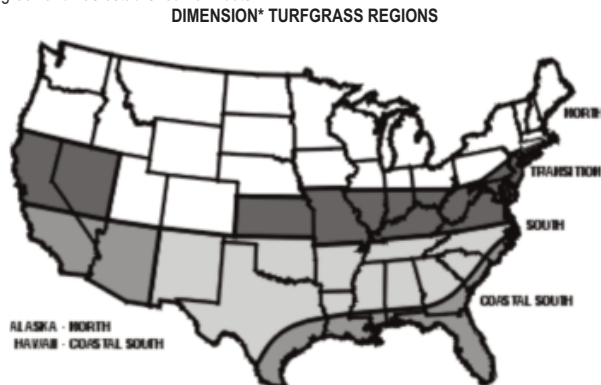 DIMENSION* TURFGRASS REGIONS
NORTH
TRANSITION
SOUTH
COASTAL SOUTH
ALASKA - NORTH
HAWAII - COASTAL SOUTH